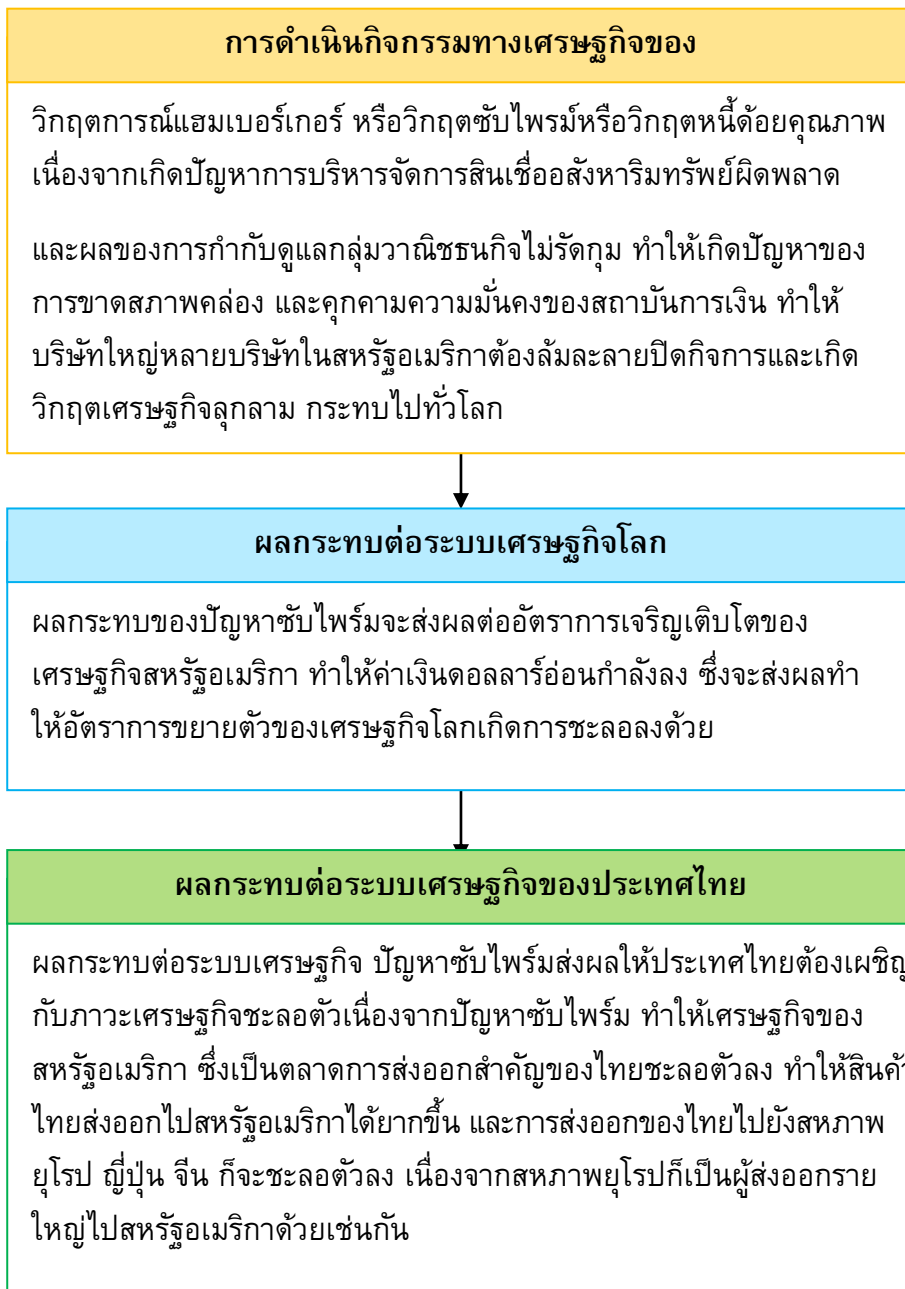 การดำเนินกิจกรรมทางเศรษฐกิจของ
วิกฤตการณ์แฮมเบอร์เกอร์ หรือวิกฤตซับไพรม์หรือวิกฤตหนี้ด้อยคุณภาพ
เนื่องจากเกิดปัญหาการบริหารจัดการสินเชื่ออสังหาริมทรัพย์ผิดพลาด
และผลของการกำกับดูแลกลุ่มวาณิชธนกิจไม่รัดกุม ทำให้เกิดปัญหาของ
การขาดสภาพคล่อง และคุกคามความมั่นคงของสถาบันการเงิน ทำให้
บริษัทใหญ่หลายบริษัทในสหรัฐอเมริกาต้องล้มละลายปิดกิจการและเกิด
วิกฤตเศรษฐกิจลุกลาม กระทบไปทั่วโลก
ผลกระทบต่อระบบเศรษฐกิจโลก
ผลกระทบของปัญหาซับไพร์มจะส่งผลต่ออัตราการเจริญเติบโตของ
เศรษฐกิจสหรัฐอเมริกา ทำให้ค่าเงินดอลลาร์อ่อนกำลังลง ซึ่งจะส่งผลทำ
ให้อัตราการขยายตัวของเศรษฐกิจโลกเกิดการชะลอลงด้วย
ผลกระทบต่อระบบเศรษฐกิจของประเทศไทย
ผลกระทบต่อระบบเศรษฐกิจ ปัญหาซับไพร์มส่งผลให้ประเทศไทยต้องเผชิญ
กับภาวะเศรษฐกิจชะลอตัวเนื่องจากปัญหาซับไพร์ม ทำให้เศรษฐกิจของ
สหรัฐอเมริกา ซึ่งเป็นตลาดการส่งออกสำคัญของไทยชะลอตัวลง ทำให้สินค้า
ไทยส่งออกไปสหรัฐอเมริกาได้ยากขึ้น และการส่งออกของไทยไปยังสหภาพ
ยุโรป ญี่ปุ่น จีน ก็จะชะลอตัวลง เนื่องจากสหภาพยุโรปก็เป็นผู้ส่งออกราย
ใหญ่ไปสหรัฐอเมริกาด้วยเช่นกัน